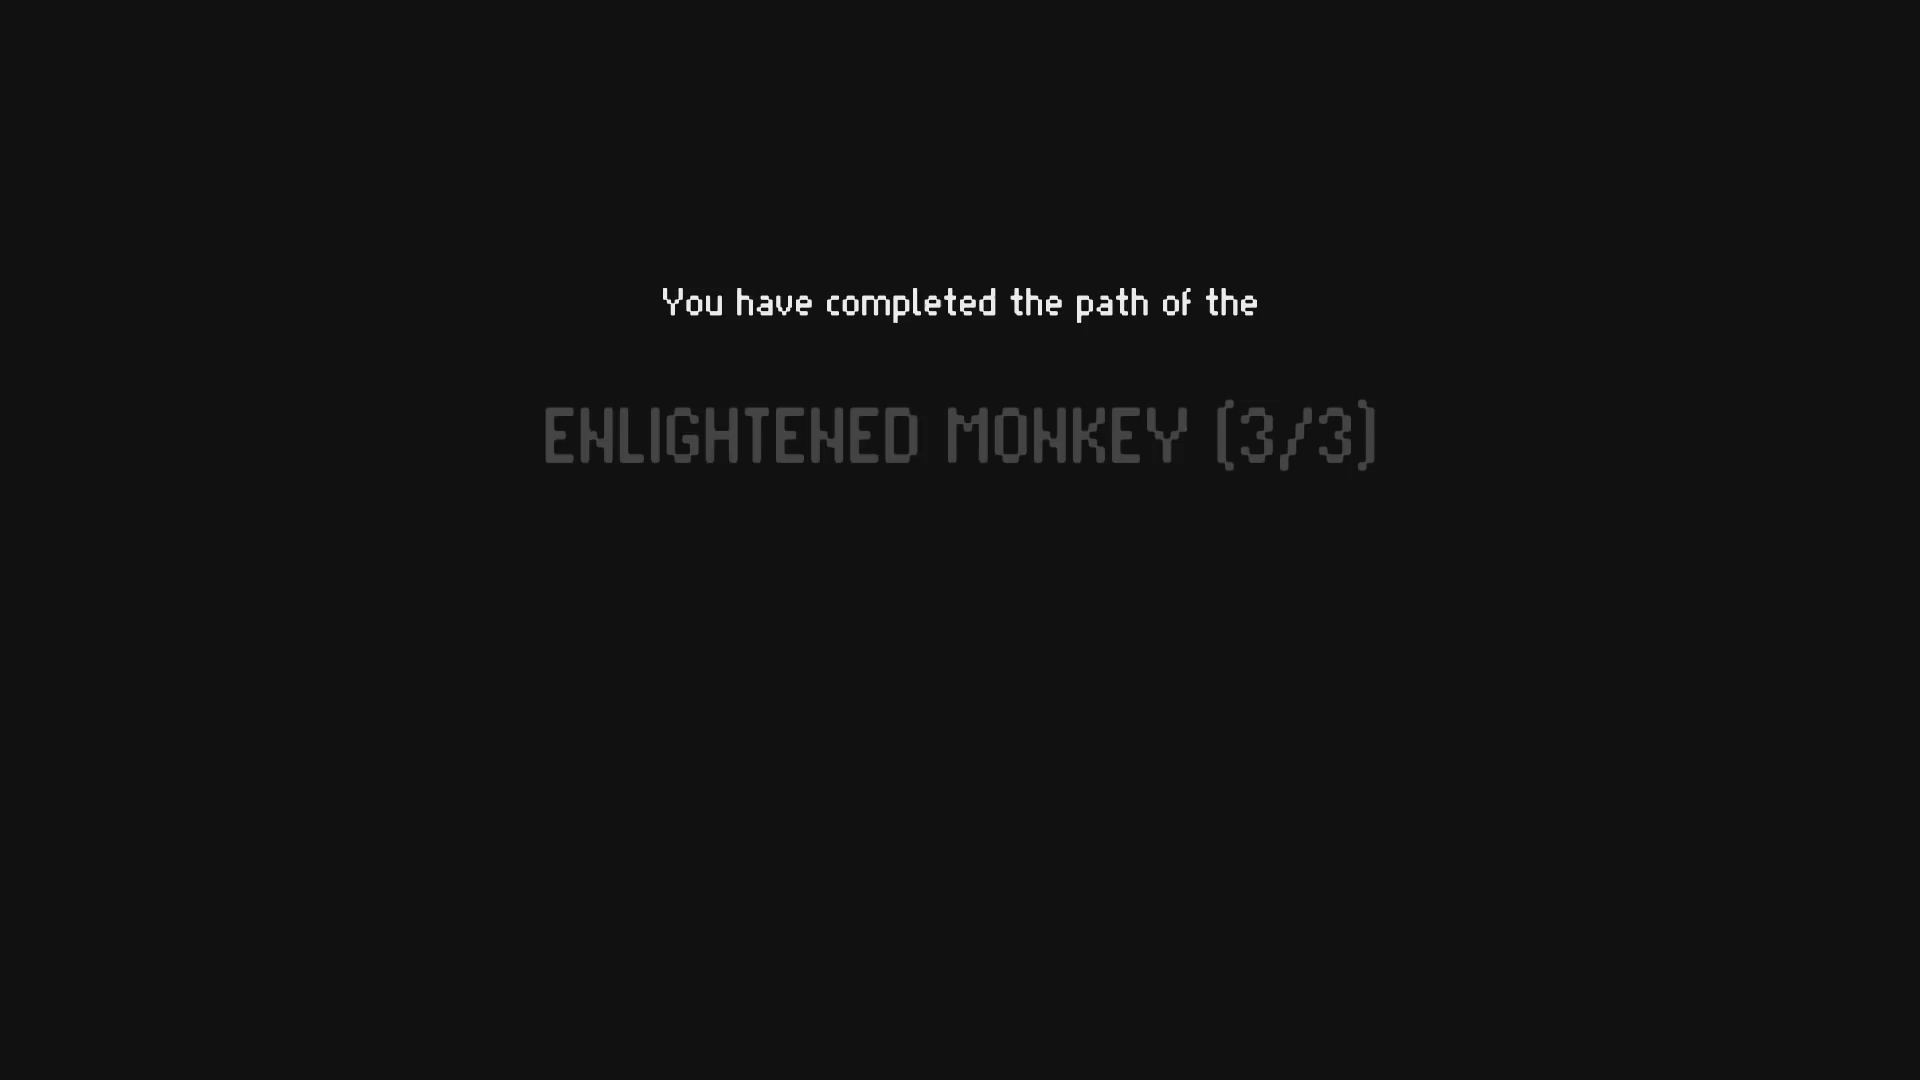 You have completed the path of the
ENLIGHTENED MONKEY (3/3)